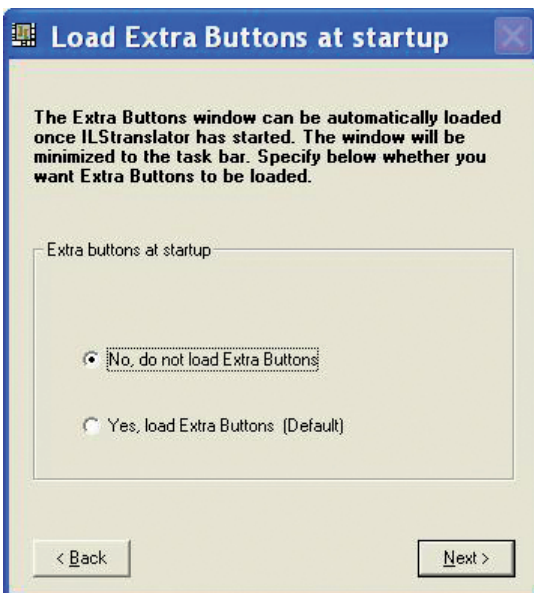 Load Extra Buttons at startup
The Extra Buttons window can be automatically loaded
once ILStranslator has started. The window will be
minimized to the task bar. Specify below whether you
want Extra Buttons to be loaded.
Extra buttons at startup
No, do not load Extra Buttons
Yes, load Extra Buttons (Default)
< Back
Next >